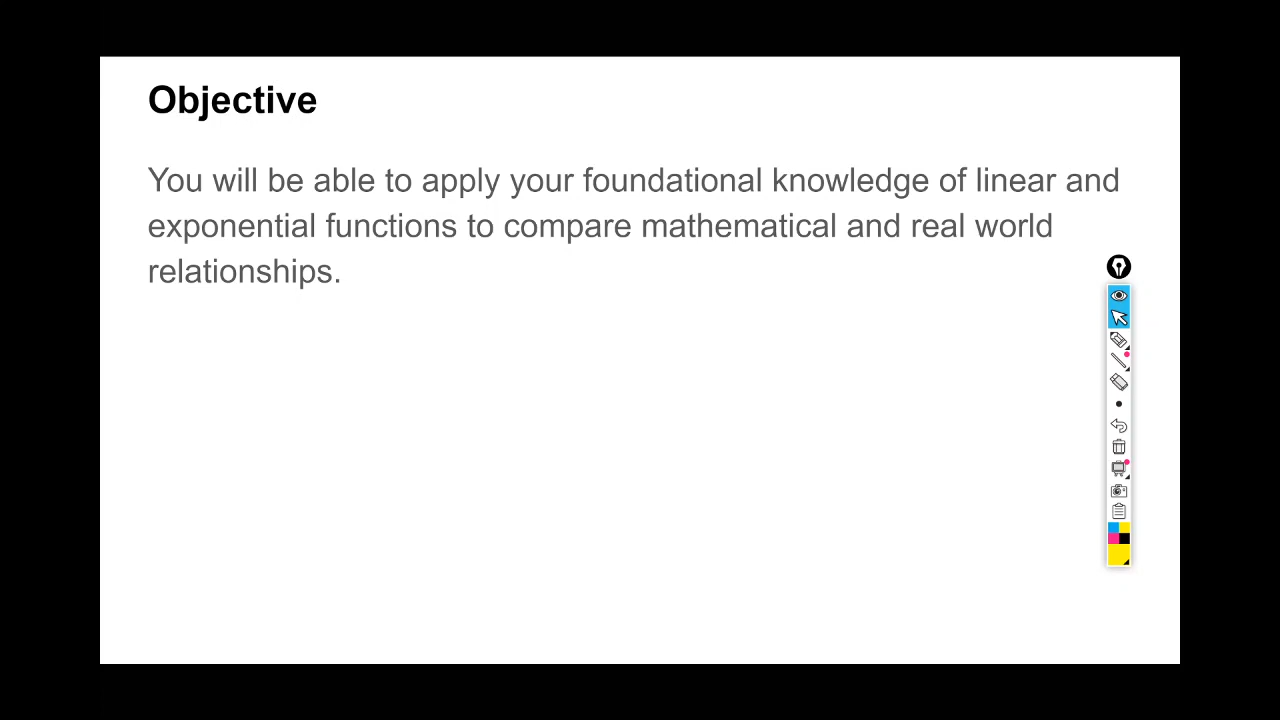 Objective
You will be able to apply your foundational knowledge of linear and
exponential functions to compare mathematical and real world
relationships.